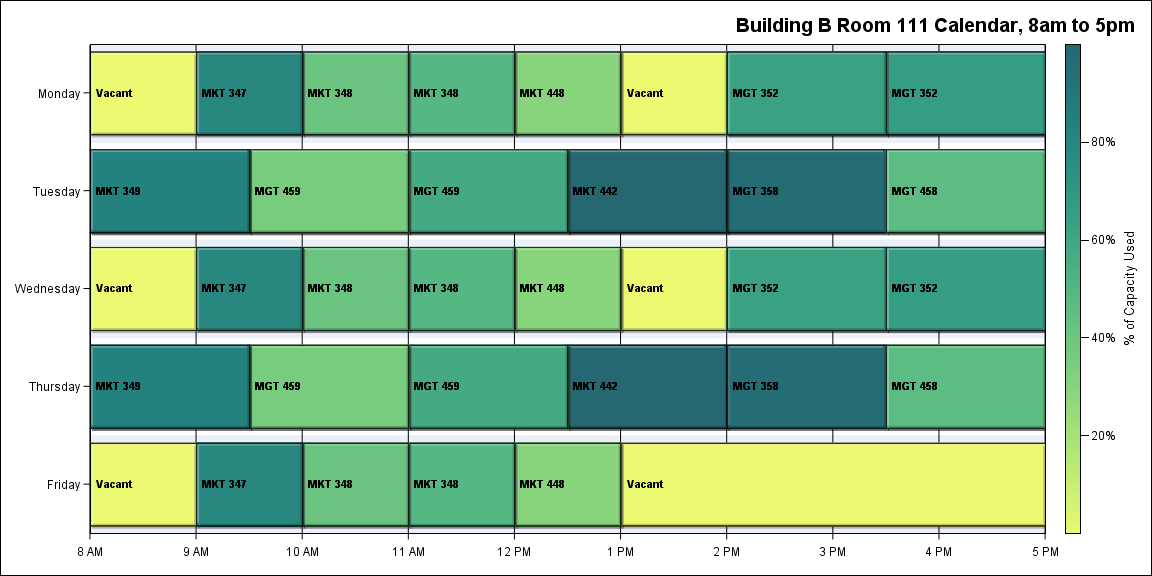 Building B Room 111 Calendar, 8am to 5pm
Monday
Vacant
MKT 347
MKT 348
MKT 348
MKT 448
Vacant
MGT 352
MGT 352
Tuesday
MKT 349
MGT 459
MGT 459
MKT 442
MGT 358
MGT 458
Wednesday
Vacant
MKT 347
MKT 348
MKT 348
MKT 448
Vacant
MGT 352
MGT 352
Thursday
MKT 349
MGT 459
MGT 459
MKT 442
MGT 358
MGT 458
Friday
Vacant
MKT 347
MKT 348
MKT 348
MKT 448
Vacant
8 AM
9 AM
10 AM
11 AM
12 PM
1 PM
2 PM
3 PM
4 PM
5 PM
80%
60%
40%
20%
% of Capacity Used